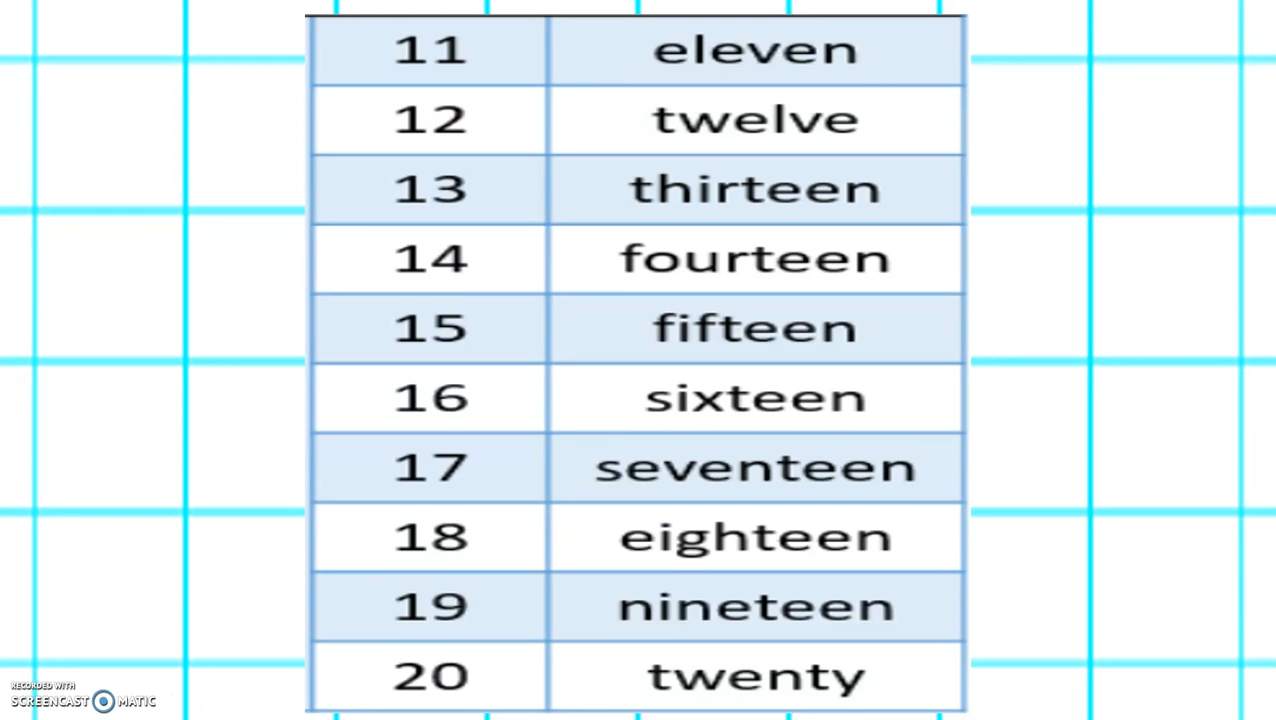 11 eleven
12 twelve
13 thirteen
14 fourteen
15 fifteen
16 sixteen
17 seventeen
18 eighteen
19 nineteen
20 twenty
RECORDED WITH
SCREENCAST MATIC